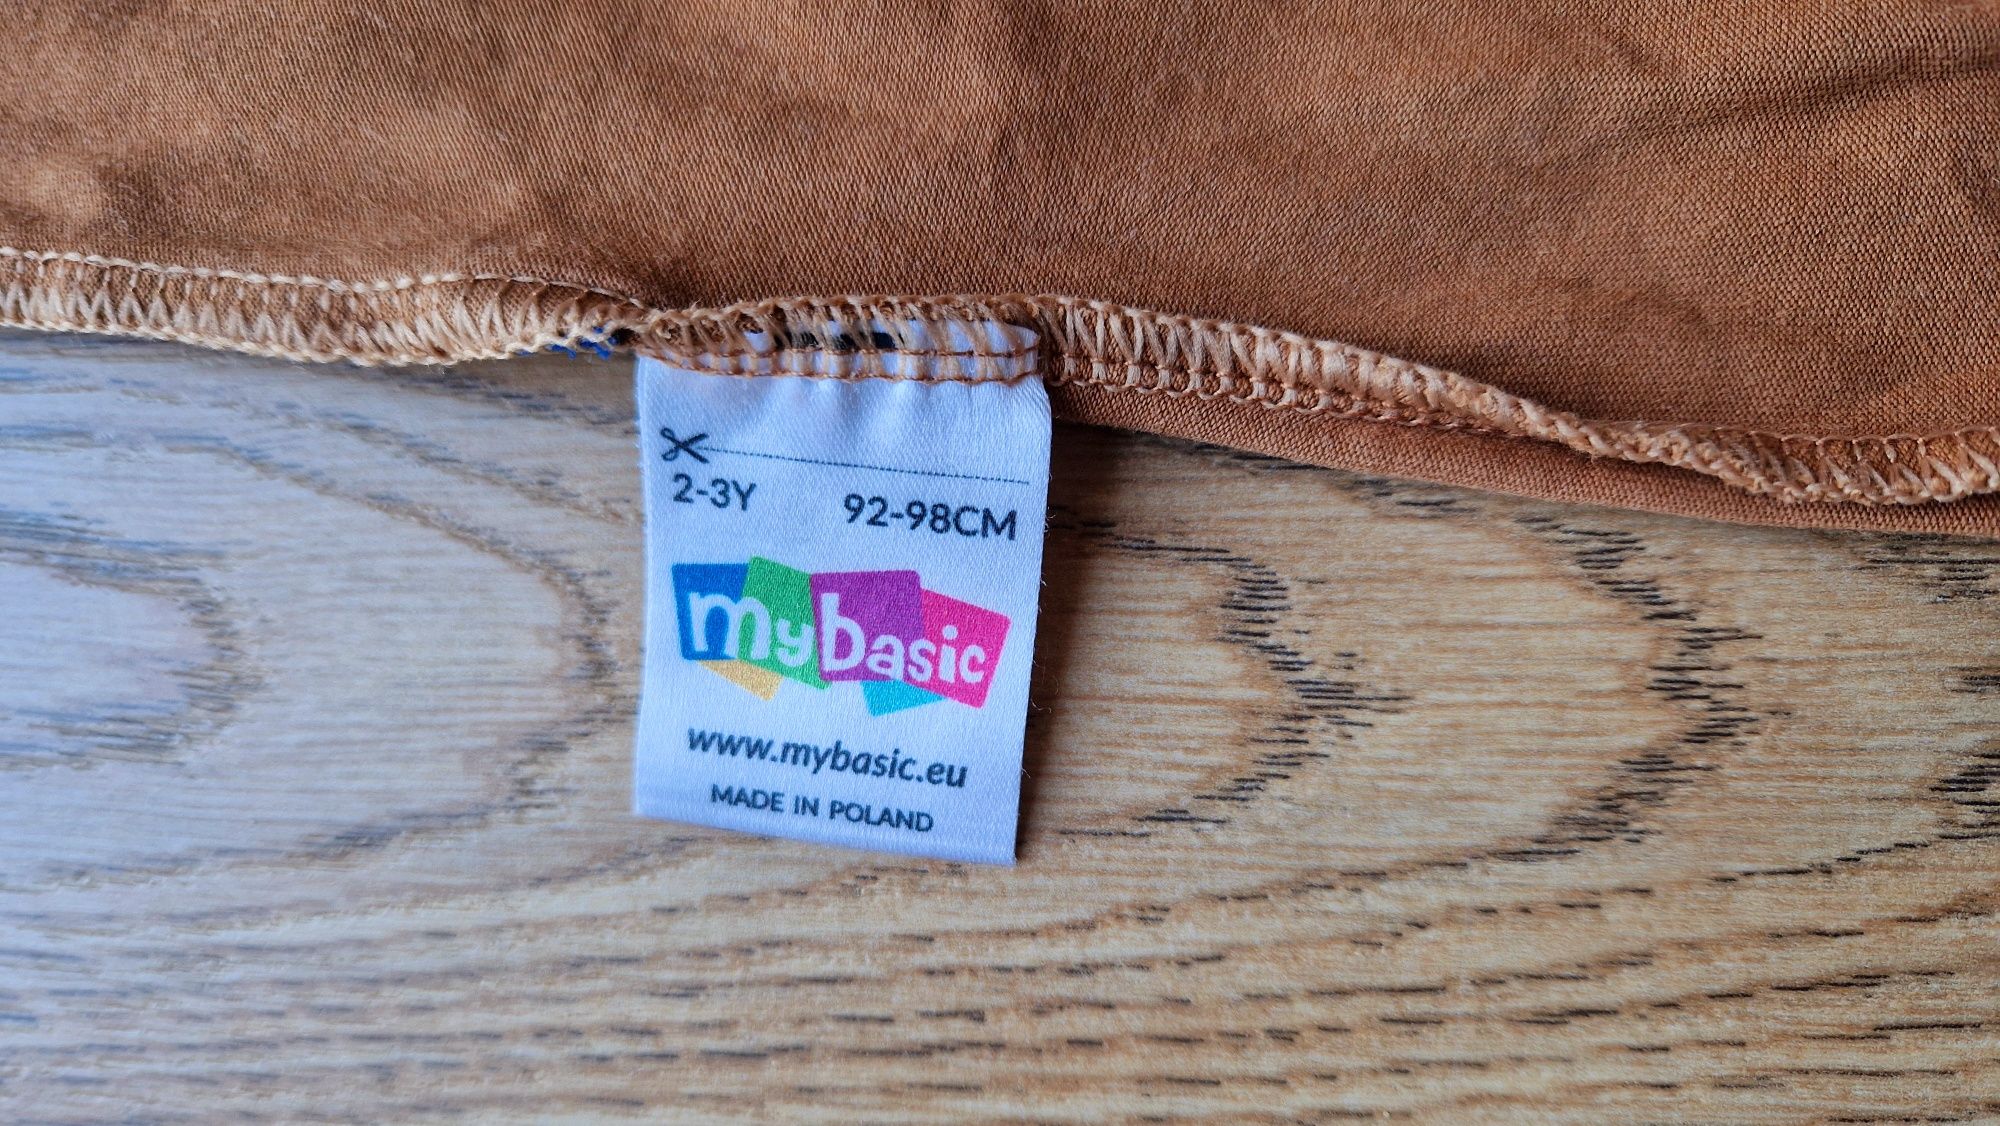 2-3Y 92-98CM
mybasic
www.mybasic.eu
MADE IN POLAND